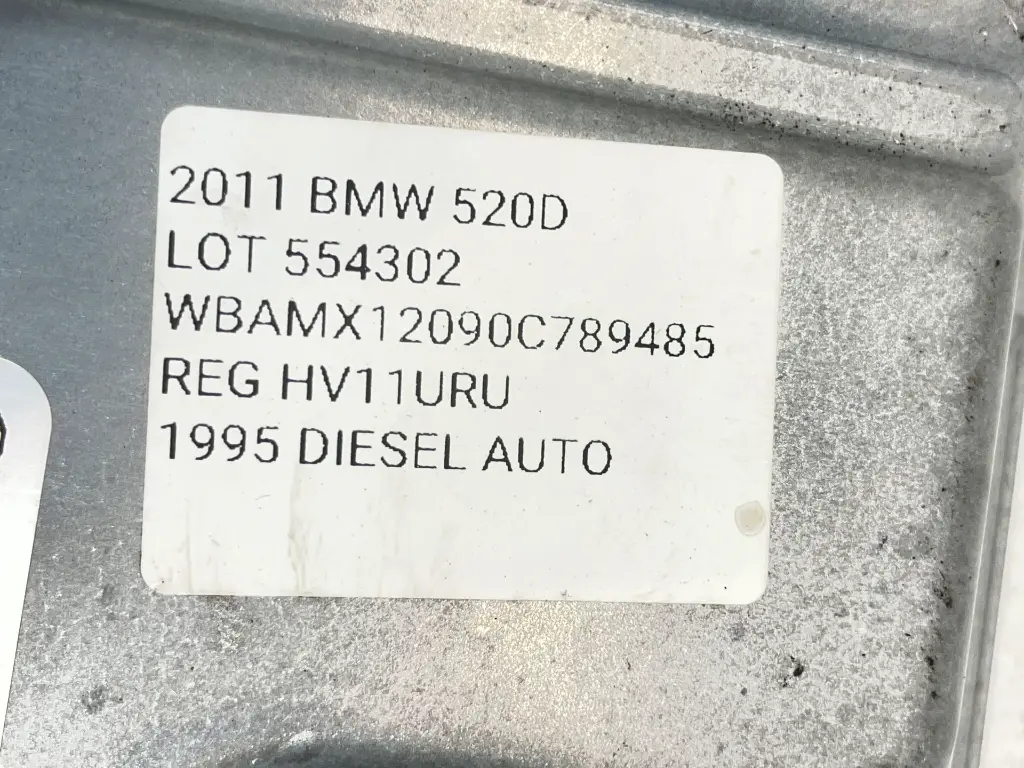 2011 BMW 520D
LOT 554302
WBAMX12090C789485
REG HV11URU
1995 DIESEL AUTO